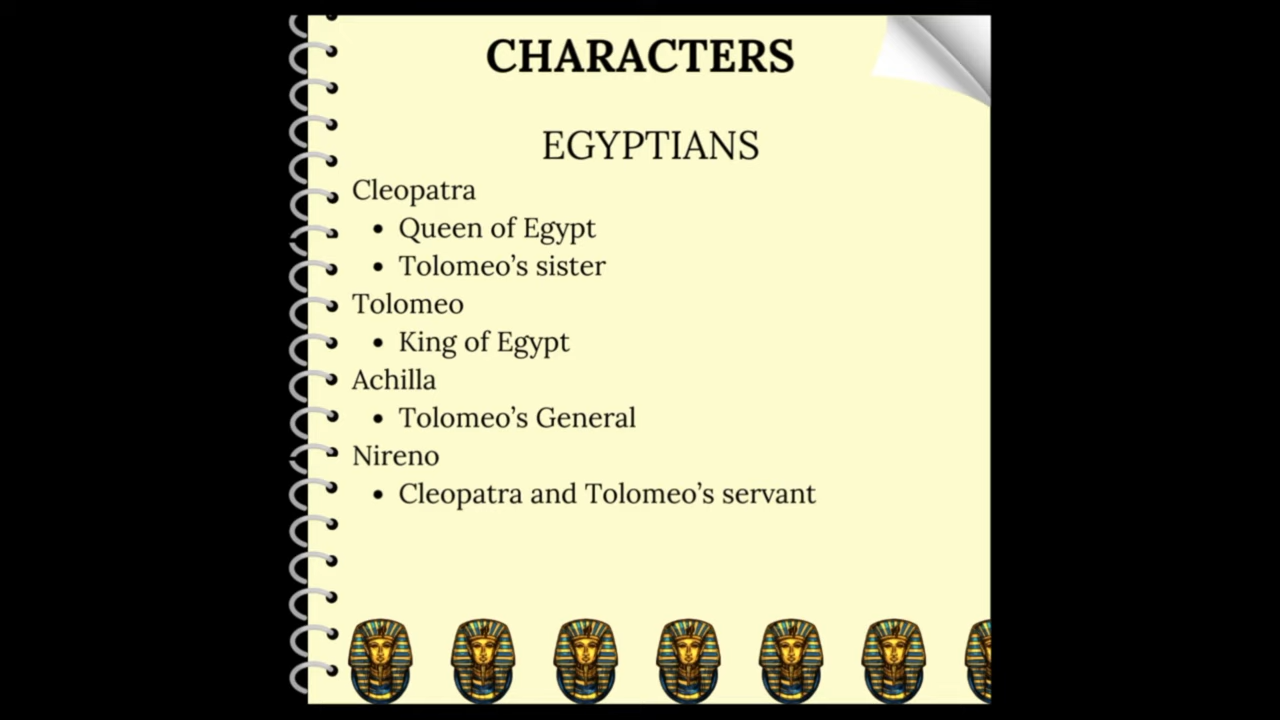 CHARACTERS
EGYPTIANS
Cleopatra
• Queen of Egypt
• Tolomeo’s sister
Tolomeo
• King of Egypt
Achilla
• Tolomeo’s General
Nireno
• Cleopatra and Tolomeo’s servant